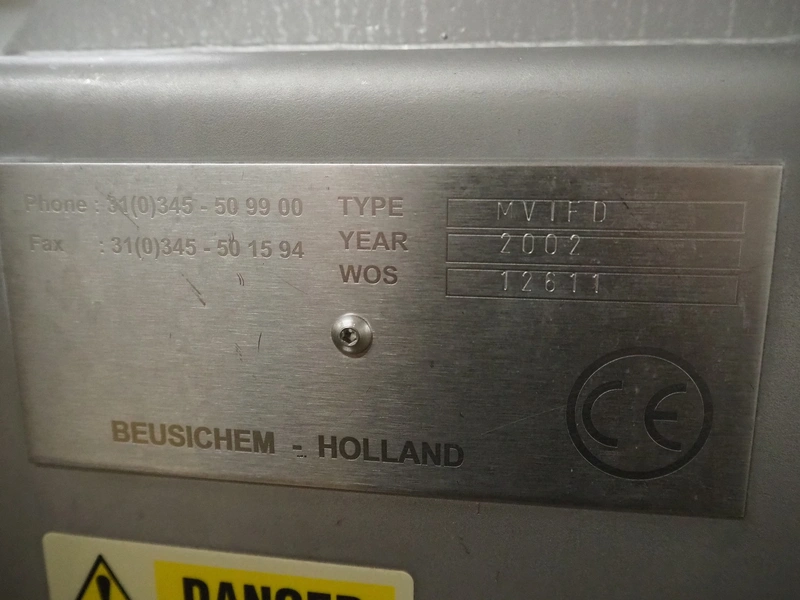 Phone : 31(0)345 - 50 99 00
Fax : 31(0)345 - 50 15 94
TYPE MVIFD
YEAR 2002
WOS 12611
BEUSICHEM - HOLLAND
CE
DANGER